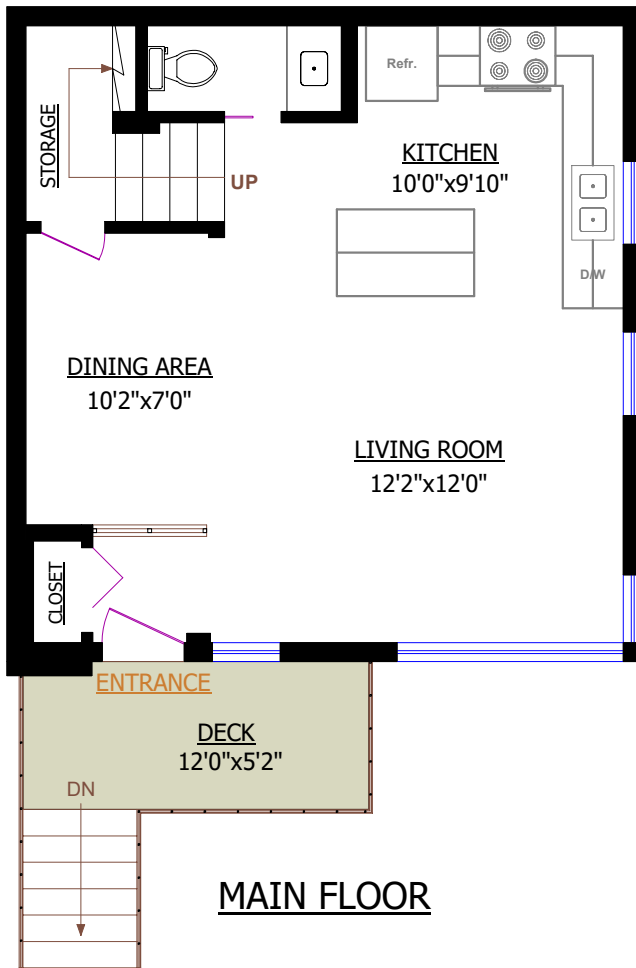 Refr.
STORAGE
KITCHEN
10'0"x9'10"
UP
D/W
DINING AREA
10'2"x7'0"
LIVING ROOM
12'2"x12'0"
CLOSET
ENTRANCE
DECK
12'0"x5'2"
DN
MAIN FLOOR